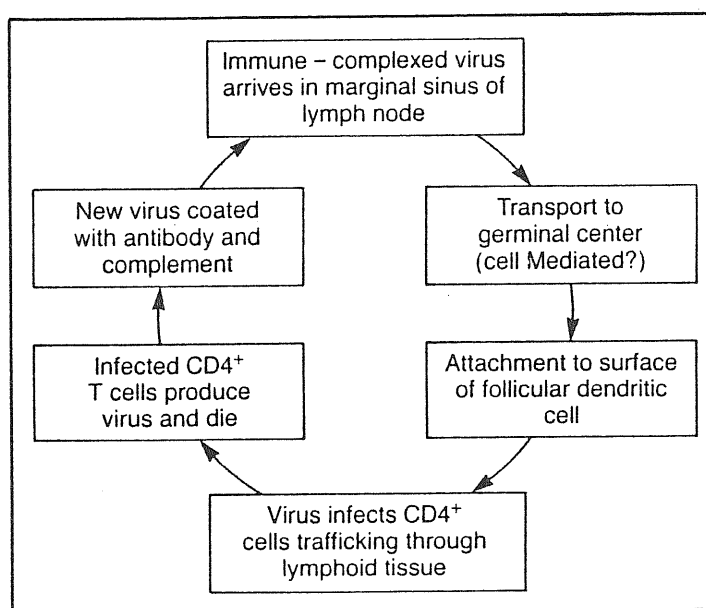 Immune – complexed virus
arrives in marginal sinus of
lymph node
Transport to
germinal center
(cell Mediated?)
Attachment to surface
of follicular dendritic
cell
Virus infects CD4⁺
cells trafficking through
lymphoid tissue
Infected CD4⁺
T cells produce
virus and die
New virus coated
with antibody and
complement